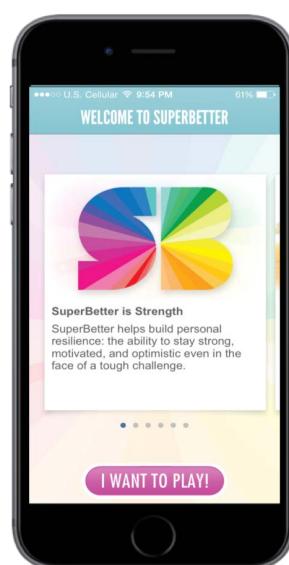 U.S. Cellular 9:54 PM 61%
WELCOME TO SUPERBETTER
SB
SuperBetter is Strength
SuperBetter helps build personal
resilience: the ability to stay strong,
motivated, and optimistic even in the
face of a tough challenge.
I WANT TO PLAY!